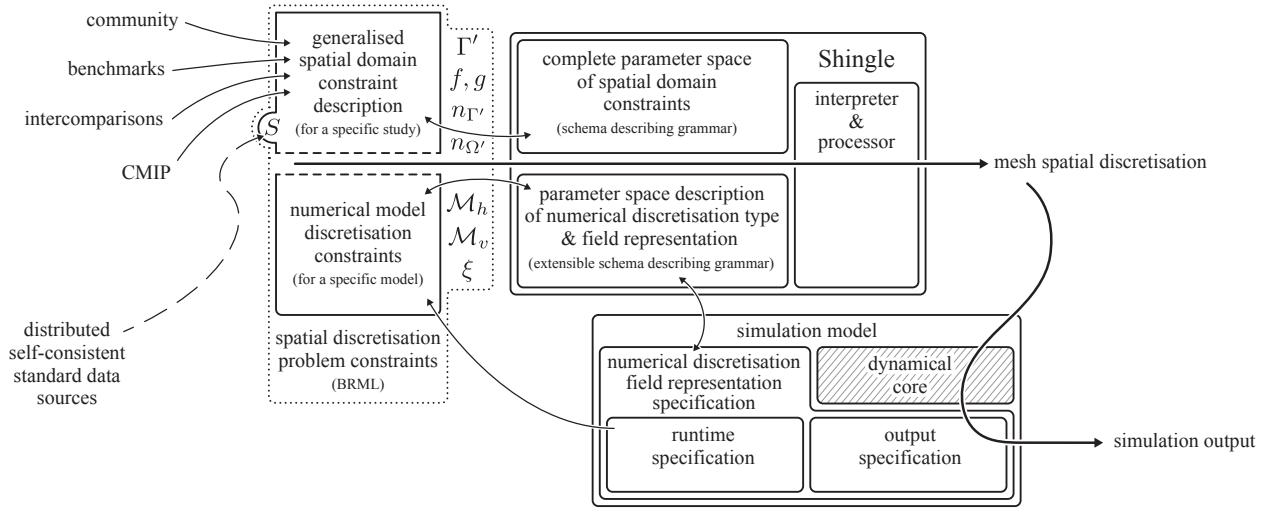 community
benchmarks
intercomparisons
CMIP
distributed
self-consistent
standard data
sources
S
generalised
spatial domain
constraint
description
(for a specific study)
Γ′
f, g
n_Γ′
n_Ω′
numerical model
discretisation
constraints
(for a specific model)
ℳ_h
ℳ_v
ξ
spatial discretisation
problem constraints
(BRML)
complete parameter space
of spatial domain
constraints
(schema describing grammar)
Shingle
interpreter
&
processor
parameter space description
of numerical discretisation type
& field representation
(extensible schema describing grammar)
mesh spatial discretisation
simulation model
numerical discretisation
field representation
specification
dynamical
core
runtime
specification
output
specification
simulation output